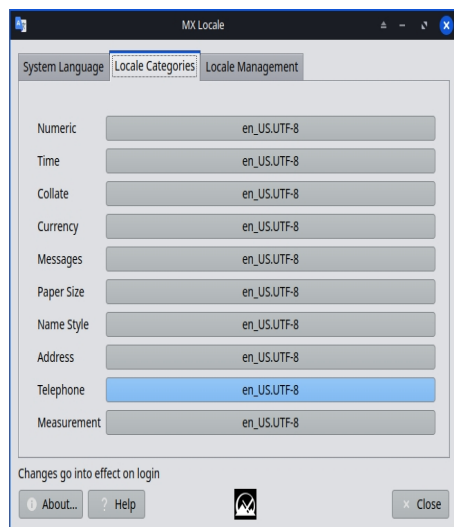 MX Locale
System Language Locale Categories Locale Management
Numeric en_US.UTF-8
Time en_US.UTF-8
Collate en_US.UTF-8
Currency en_US.UTF-8
Messages en_US.UTF-8
Paper Size en_US.UTF-8
Name Style en_US.UTF-8
Address en_US.UTF-8
Telephone en_US.UTF-8
Measurement en_US.UTF-8
Changes go into effect on login
About... ? Help × Close